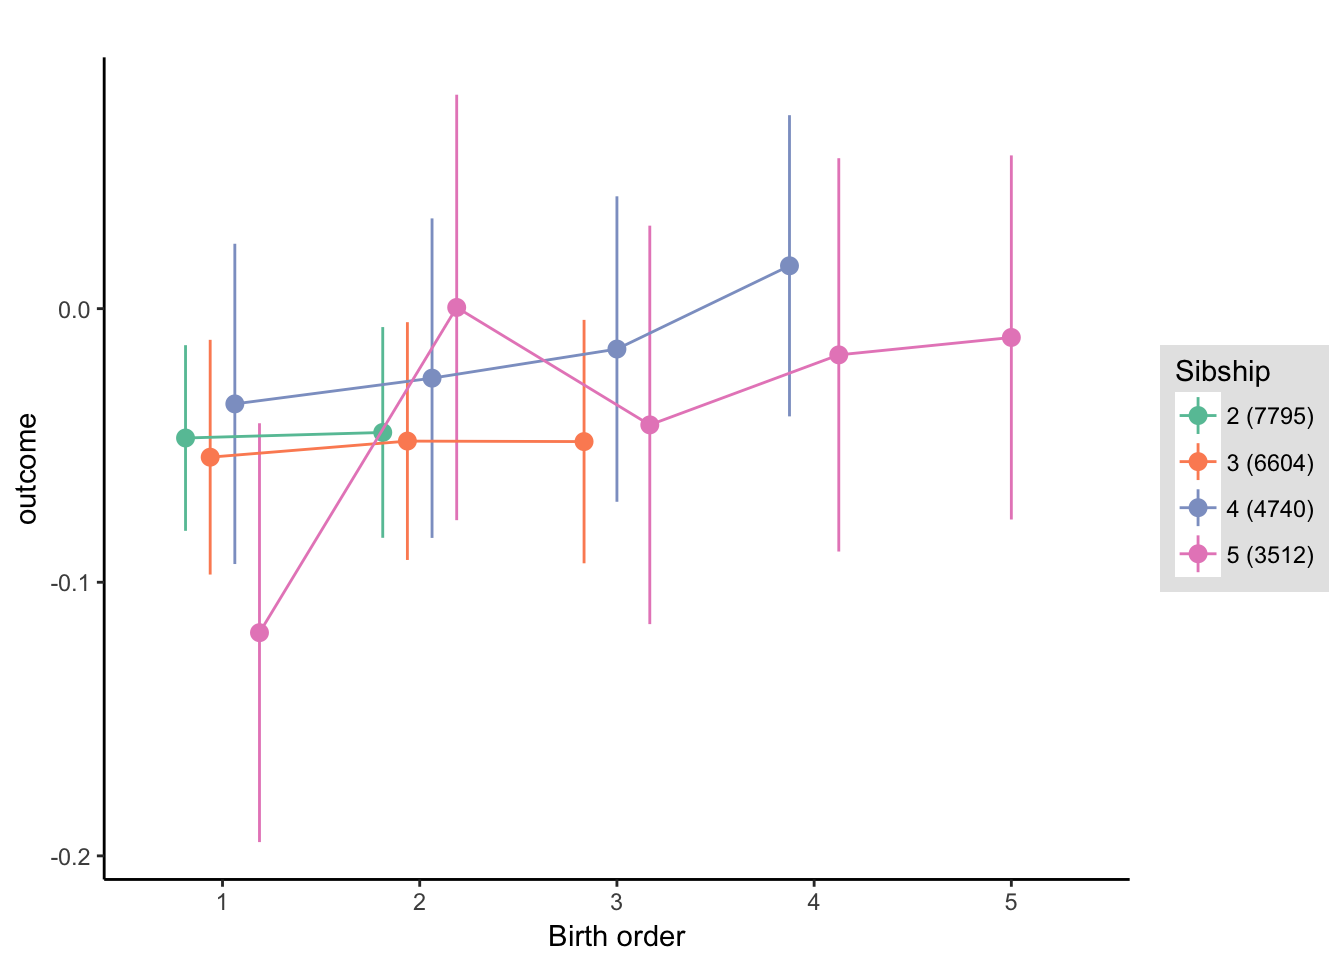 outcome
0.0
-0.1
-0.2
1 2 3 4 5
Birth order
Sibship
2 (7795)
3 (6604)
4 (4740)
5 (3512)